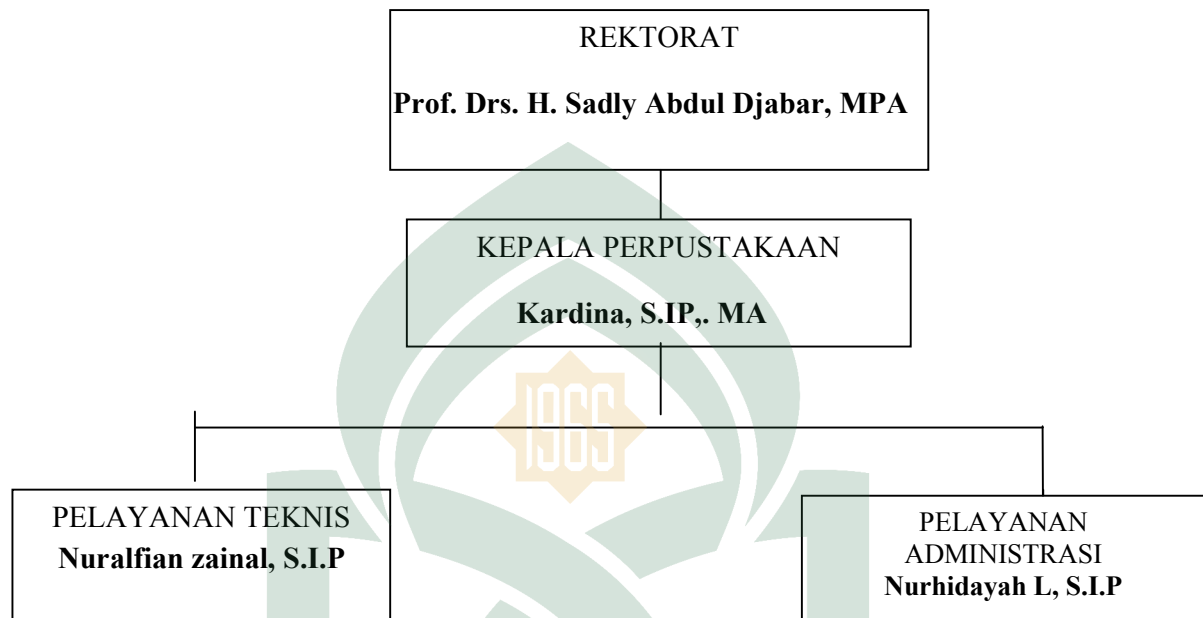 REKTORAT
Prof. Drs. H. Sadly Abdul Djabar, MPA
KEPALA PERPUSTAKAAN
Kardina, S.IP,. MA
1965
PELAYANAN TEKNIS
Nuralfian zainal, S.I.P
PELAYANAN
ADMINISTRASI
Nurhidayah L, S.I.P